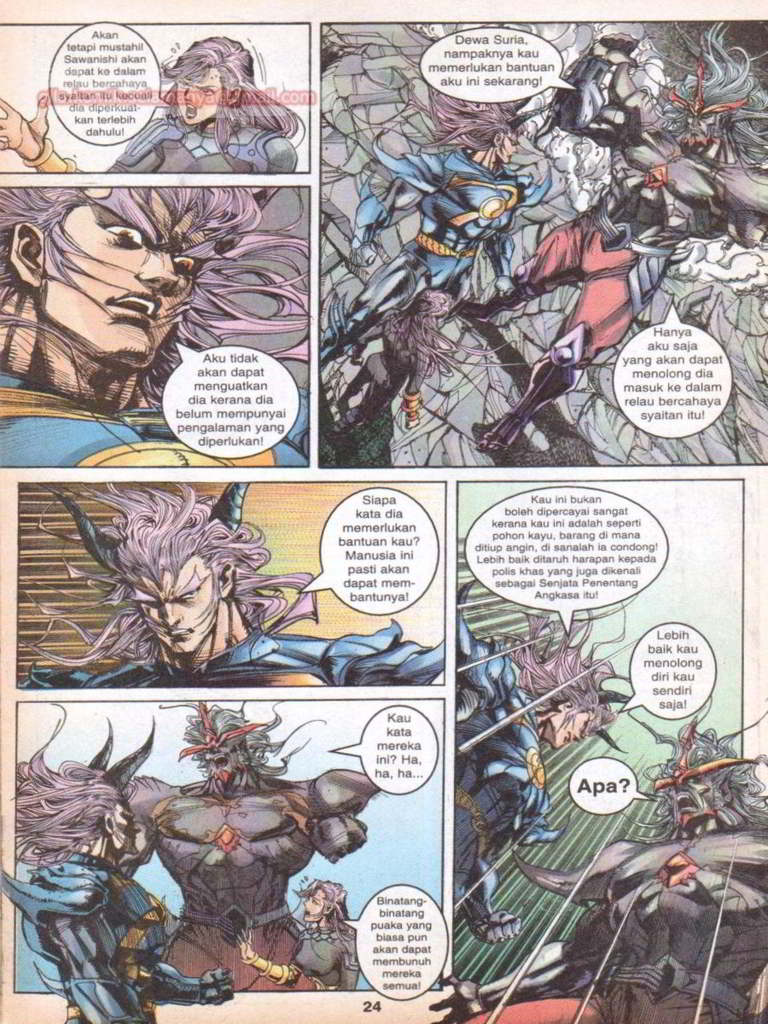 Akan
tetapi mustahil
Sawanishi akan
dapat ke dalam
relau bercahaya
syaitan itu kecuali
dia diperkuat-
kan terlebih
dahulu!
Dewa Suria,
nampaknya kau
memerlukan bantuan
aku ini sekarang!
Aku tidak
akan dapat
menguatkan
dia kerana dia
belum mempunyai
pengalaman yang
diperlukan!
Hanya
aku saja
yang akan dapat
menolong dia
masuk ke dalam
relau bercahaya
syaitan itu!
Siapa
kata dia
memerlukan
bantuan kau?
Manusia ini
pasti akan
dapat mem-
bantunya!
Kau ini bukan
boleh dipercayai sangat
kerana kau ini adalah seperti
pohon kayu, barang di mana
ditiup angin, di sanalah ia condong!
Lebih baik ditaruh harapan kepada
polis khas yang juga dikenali
sebagai Senjata Penentang
Angkasa itu!
Lebih
baik kau
menolong
diri kau
sendiri
saja!
Apa?
Kau
kata
mereka
ini? Ha,
ha, ha...
Binatang-
binatang
puaka yang
biasa pun
akan dapat
membunuh
mereka
semua!
24